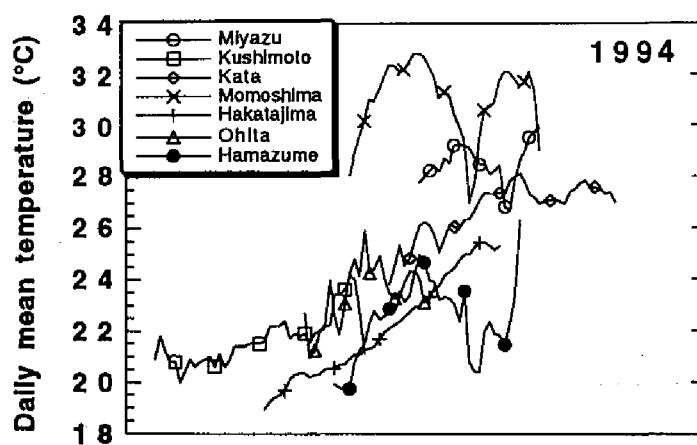 34
32
30
28
26
24
22
20
18
Daily mean temperature (°C)
Miyazu
Kushimoto
Kata
Momoshima
Hakatajima
Ohita
Hamazume
1994